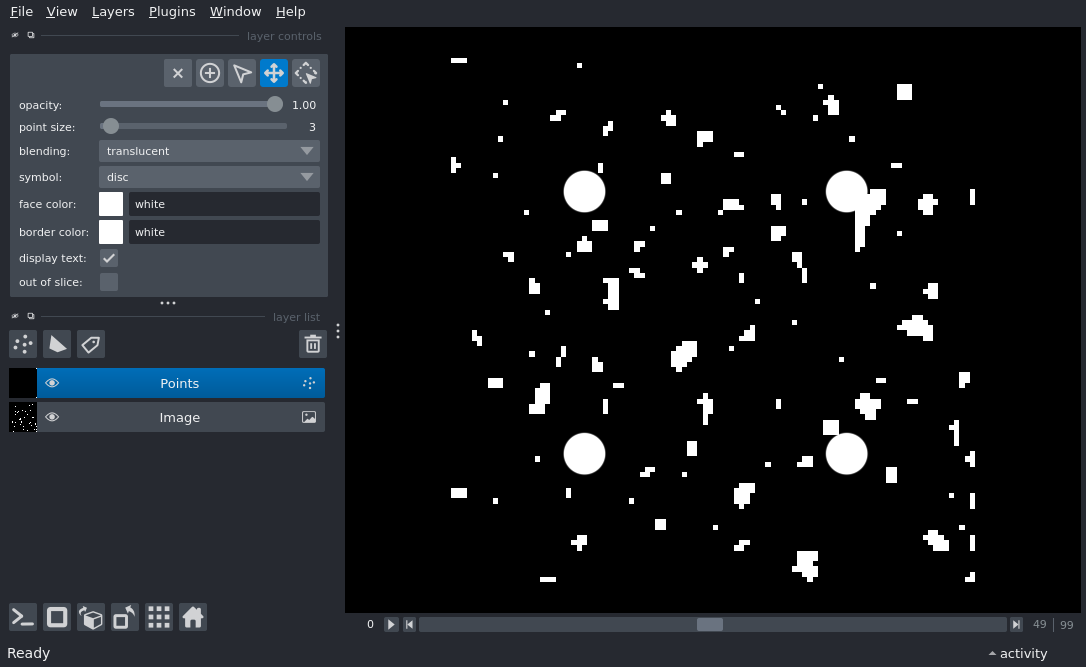 File View Layers Plugins Window Help
layer controls
opacity: 1.00
point size: 3
blending: translucent
symbol: disc
face color: white
border color: white
display text:
out of slice:
layer list
Points
Image
0 49 | 99
Ready activity